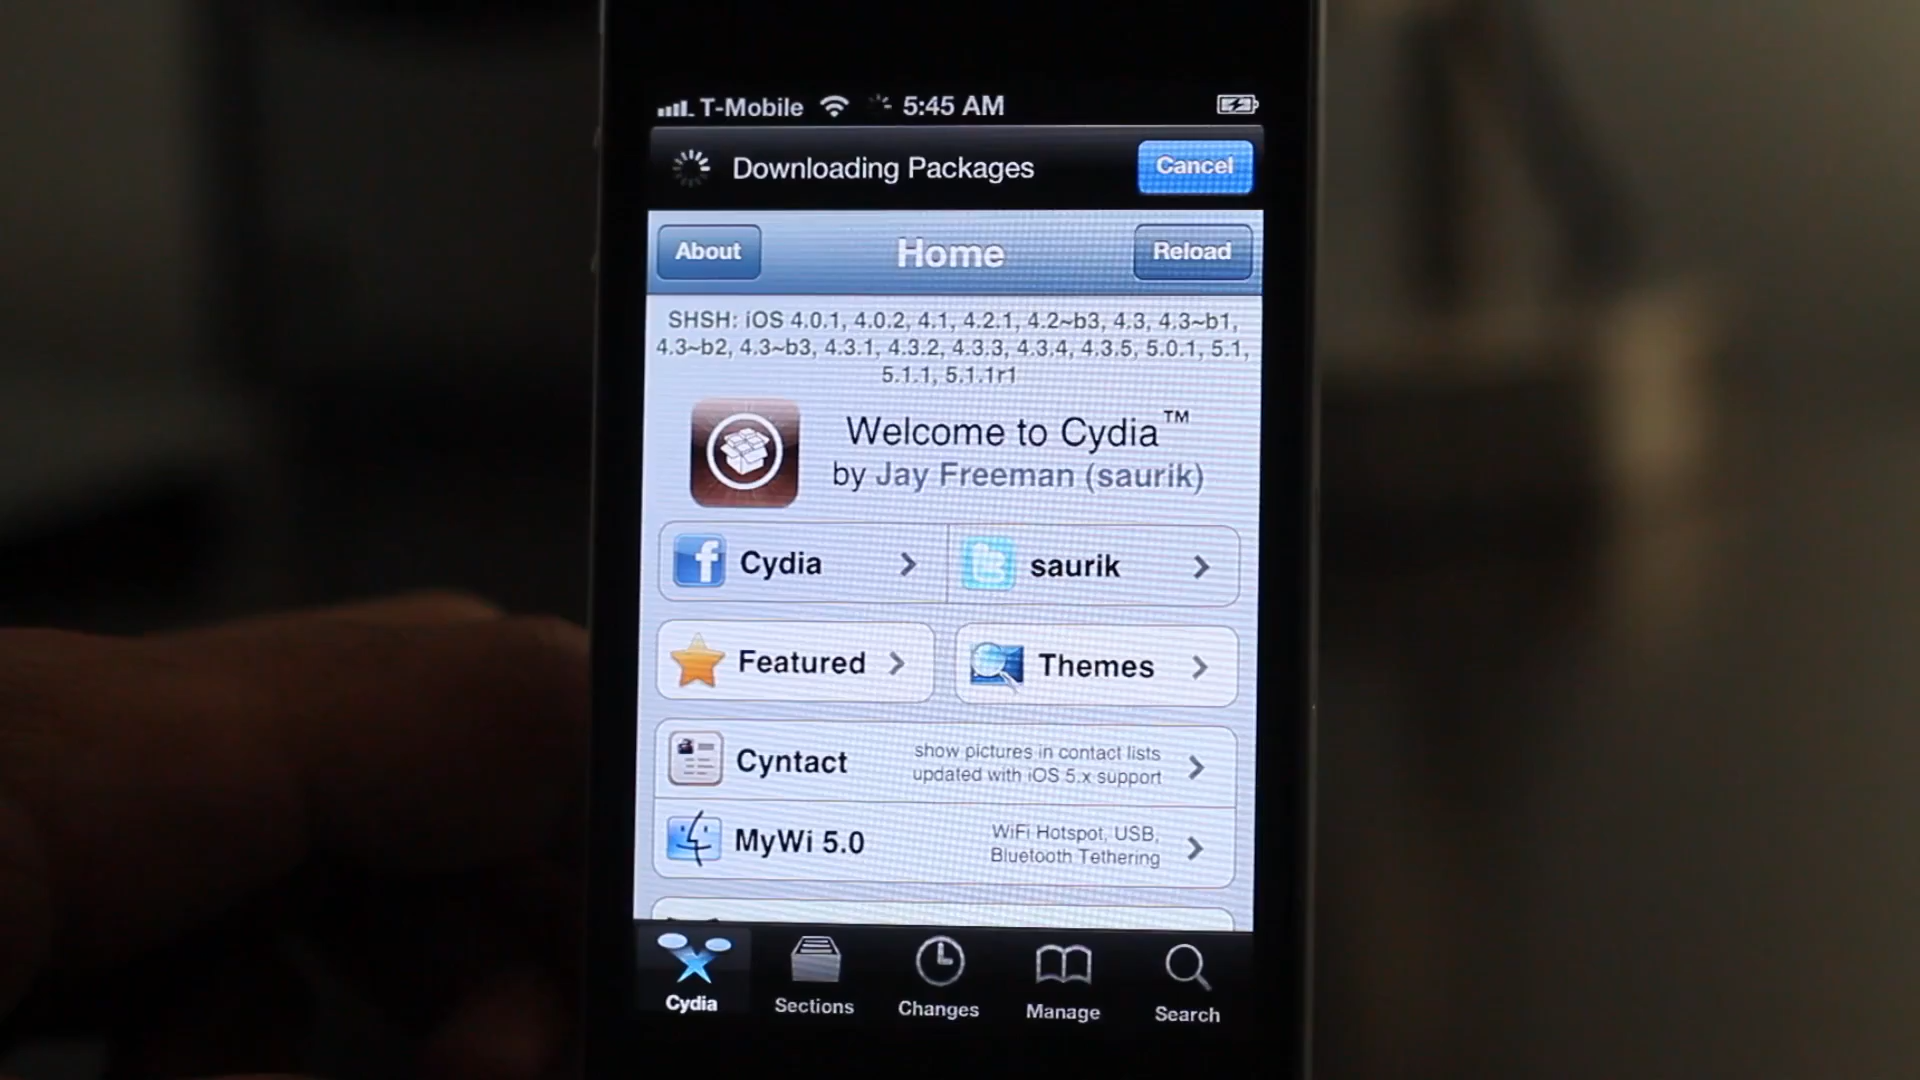 T-Mobile 5:45 AM
Downloading Packages Cancel
About Home Reload
SHSH: iOS 4.0.1, 4.0.2, 4.1, 4.2.1, 4.2~b3, 4.3, 4.3~b1,
4.3~b2, 4.3~b3, 4.3.1, 4.3.2, 4.3.3, 4.3.4, 4.3.5, 5.0.1, 5.1,
5.1.1, 5.1.1r1
Welcome to Cydia™
by Jay Freeman (saurik)
Cydia saurik
Featured Themes
Cyntact show pictures in contact lists
updated with iOS 5.x support
MyWi 5.0 WiFi Hotspot, USB,
Bluetooth Tethering
Cydia Sections Changes Manage Search